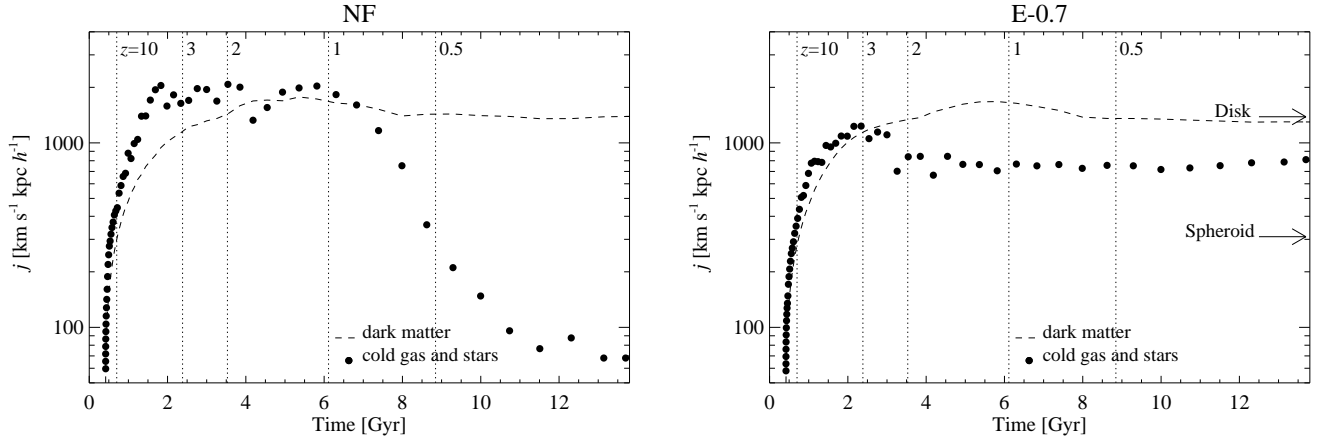 NF
z=10 3 2 1 0.5
1000
100
j [km s⁻¹ kpc h⁻¹]
dark matter
cold gas and stars
0 2 4 6 8 10 12
Time [Gyr]
E-0.7
z=10 3 2 1 0.5
1000
100
j [km s⁻¹ kpc h⁻¹]
Disk
Spheroid
dark matter
cold gas and stars
0 2 4 6 8 10 12
Time [Gyr]